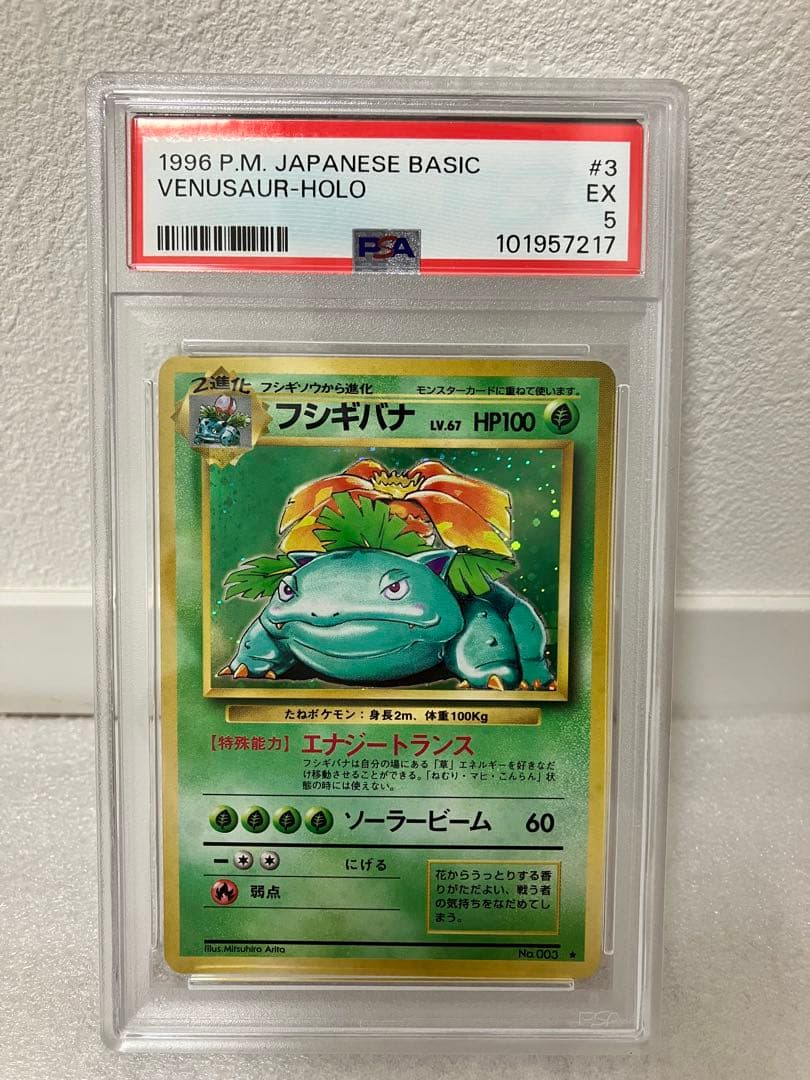 1996 P.M. JAPANESE BASIC #3
VENUSAUR-HOLO EX
5
PSA 101957217
2進化 フシギソウから進化 モンスターカードに重ねて使います。
フシギバナ LV.67 HP100
たねポケモン：身長2m、体重100Kg
【特殊能力】エナジートランス
フシギバナは自分の場にある「草」エネルギーを好きなだ
け移動させることができる。「ねむり・マヒ・こんらん」状
態の時には使えない。
ソーラービーム 60
にげる
弱点
花からうっとりする香
りがただよい、戦う者
の気持ちをなだめてし
まう。
Illus.Mitsuhiro Arita No.003 ★
PSA